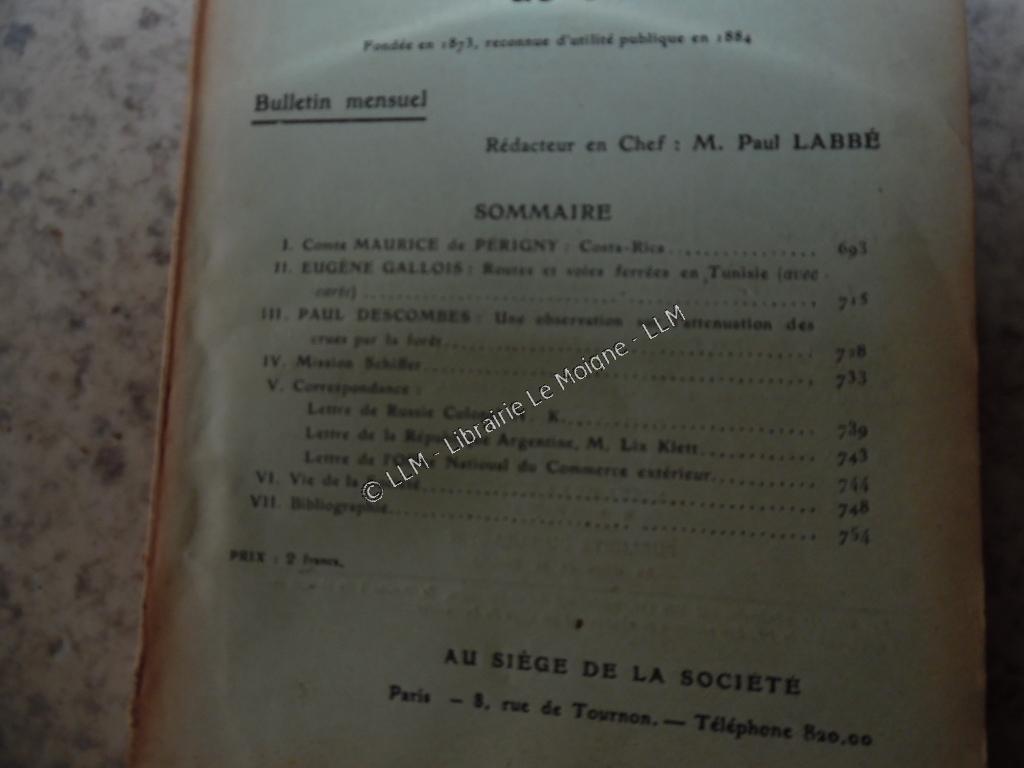 Fondée en 1873, reconnue d'utilité publique en 1884
Bulletin mensuel
Rédacteur en Chef : M. Paul LABBÉ
SOMMAIRE
I. Comte MAURICE de PÉRIGNY : Costa-Rica 693
II. EUGÈNE GALLOIS : Routes et voies ferrées en Tunisie (avec
carte) 715
III. PAUL DESCOMBES : Une observation attenuation des
crues par la forêt 728
IV. Mission Schiffer 733
V. Correspondance :
Lettre de Russie K. 739
Lettre de la République Argentine, M. Lix Klett 743
Lettre de National du Commerce extérieur 744
VI. Vie de la 748
VII. Bibliographie 754
PRIX : 2 francs.
AU SIÈGE DE LA SOCIÉTÉ
Paris — 8, rue de Tournon. — Téléphone 820.00
© LLM - Librairie Le Moigne - LLM